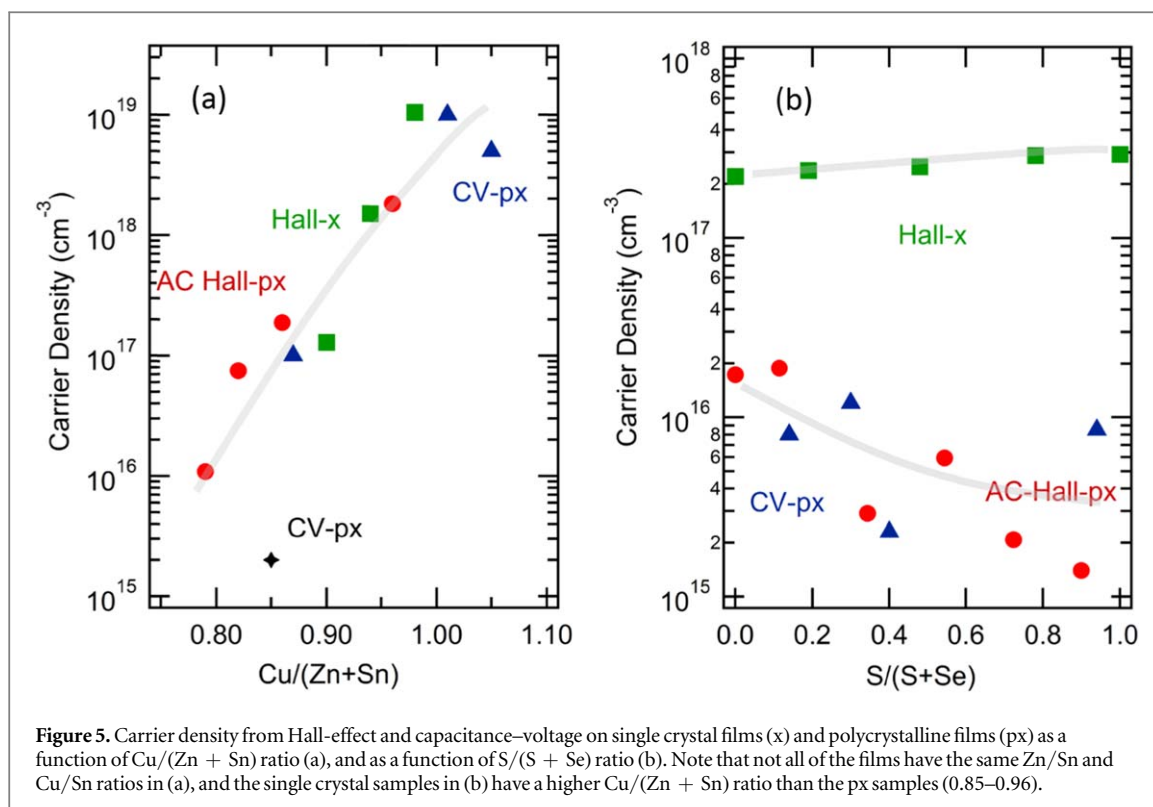 (a)
10^19
10^18
10^17
10^16
10^15
Carrier Density (cm^-3)
Hall-x
CV-px
AC Hall-px
CV-px
0.80 0.90 1.00 1.10
Cu/(Zn+Sn)
(b)
10^18
8
6
4
2
10^17
8
6
4
2
10^16
8
6
4
2
10^15
Carrier Density (cm^-3)
Hall-x
CV-px
AC-Hall-px
0.0 0.2 0.4 0.6 0.8 1.0
S/(S+Se)
Figure 5. Carrier density from Hall-effect and capacitance–voltage on single crystal films (x) and polycrystalline films (px) as a
function of Cu/(Zn + Sn) ratio (a), and as a function of S/(S + Se) ratio (b). Note that not all of the films have the same Zn/Sn and
Cu/Sn ratios in (a), and the single crystal samples in (b) have a higher Cu/(Zn + Sn) ratio than the px samples (0.85–0.96).